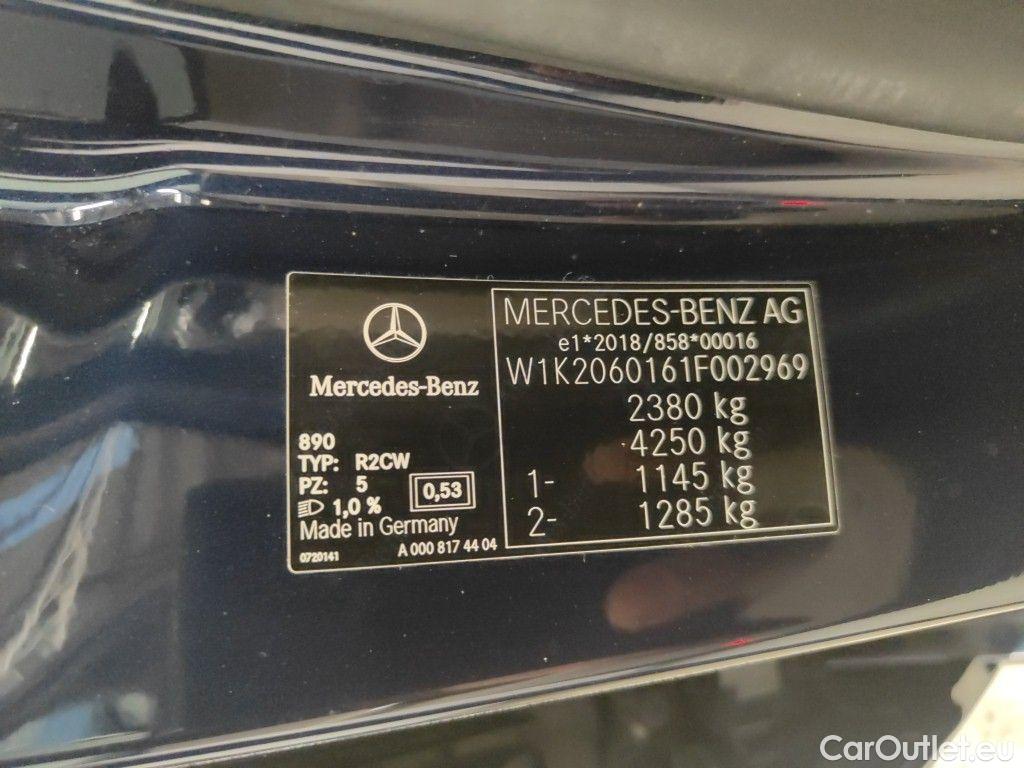 Mercedes-Benz
890
TYP: R2CW
PZ: 5
1,0 %
0,53
Made in Germany
0720141
A 000 817 44 04
MERCEDES-BENZ AG
e1*2018/858*00016
W1K2060161F002969
2380 kg
4250 kg
1- 1145 kg
2- 1285 kg
CarOutlet.eu